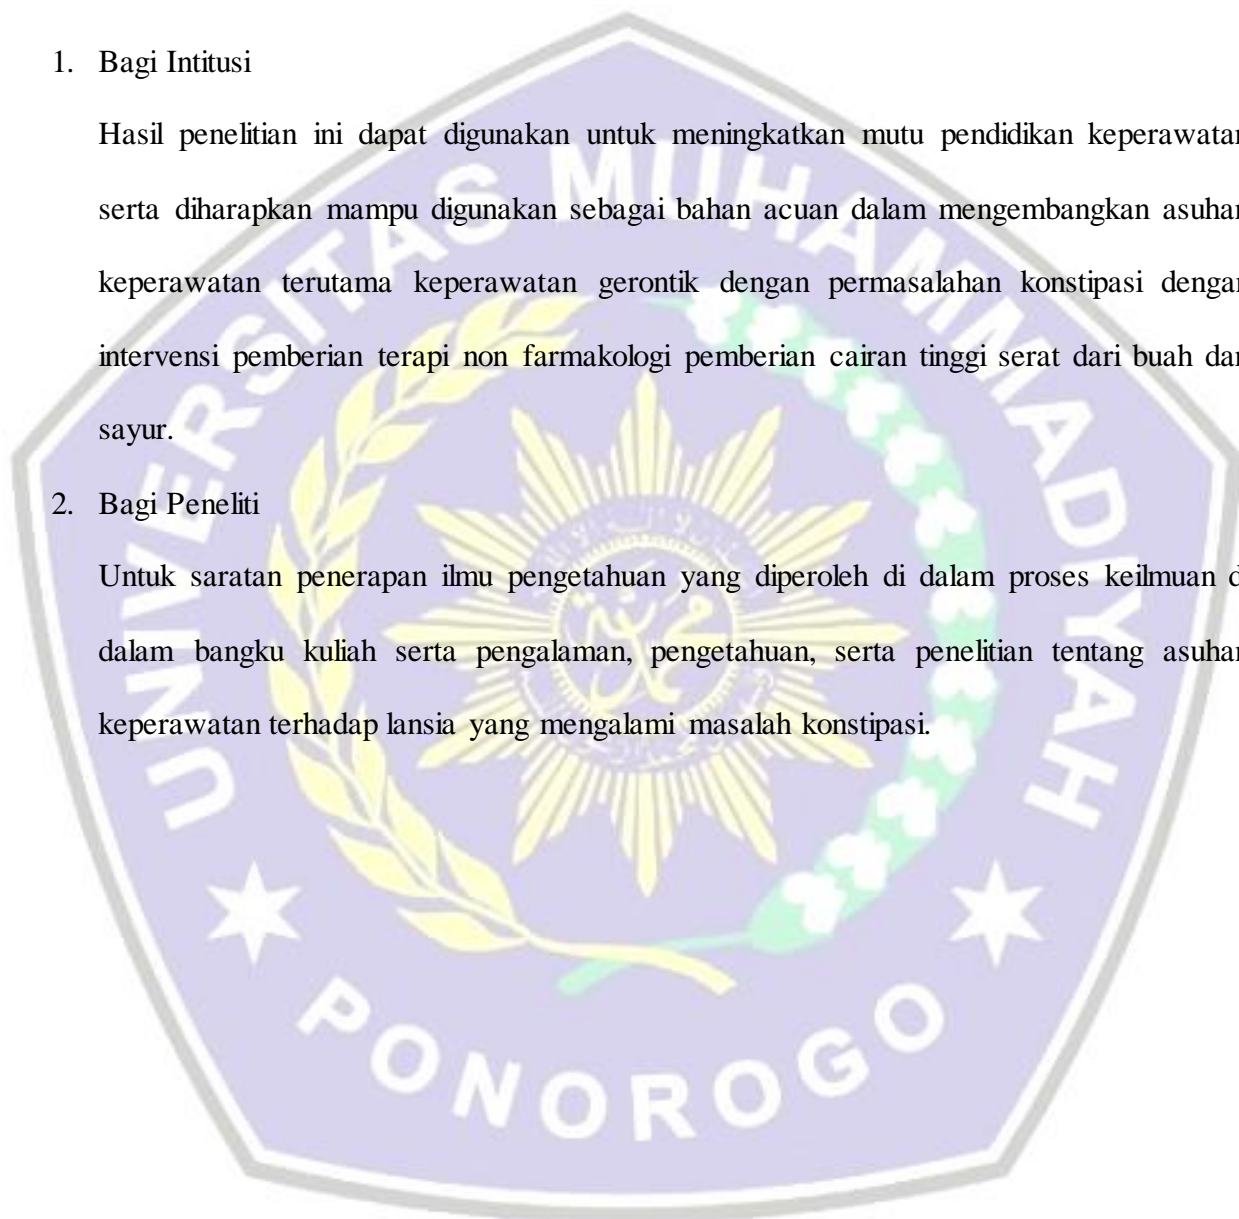 1. Bagi Intitusi
Hasil penelitian ini dapat digunakan untuk meningkatkan mutu pendidikan keperawatan
serta diharapkan mampu digunakan sebagai bahan acuan dalam mengembangkan asuhan
keperawatan terutama keperawatan gerontik dengan permasalahan konstipasi dengan
intervensi pemberian terapi non farmakologi pemberian cairan tinggi serat dari buah dan
sayur.
2. Bagi Peneliti
Untuk saratan penerapan ilmu pengetahuan yang diperoleh di dalam proses keilmuan di
dalam bangku kuliah serta pengalaman, pengetahuan, serta penelitian tentang asuhan
keperawatan terhadap lansia yang mengalami masalah konstipasi.
UNIVERSITAS MUHAMMADIYAH
PONOROGO